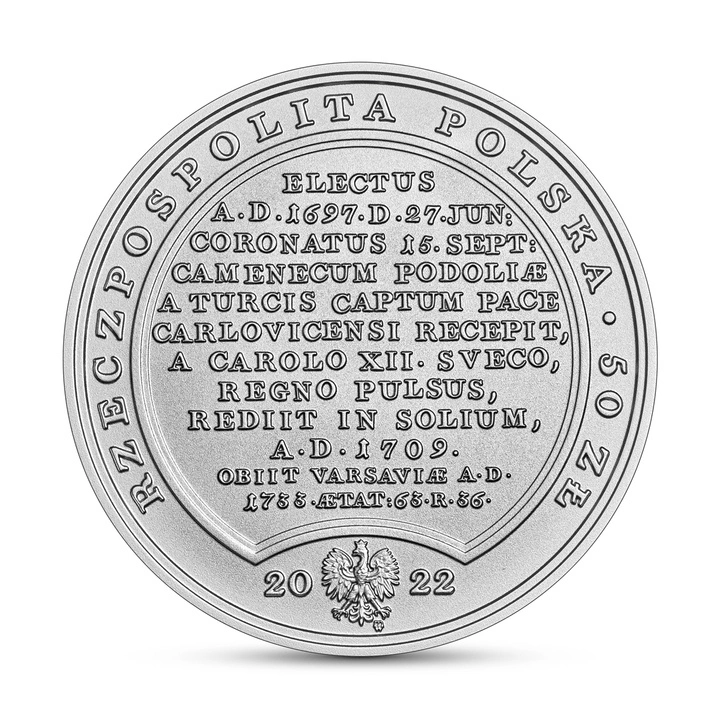 RZECZPOSPOLITA POLSKA · 50 ZŁ
ELECTUS
A·D·1697·D·27·JUN:
CORONATUS 15·SEPT:
CAMENECUM PODOLIÆ
A TURCIS CAPTUM PACE
CARLOVICENSI RECEPIT,
A CAROLO XII· SVECO,
REGNO PULSUS,
REDIIT IN SOLIUM,
A·D·1709·
OBIIT VARSAVIÆ A·D·
1733·ÆTAT:63·R·36·
20 22